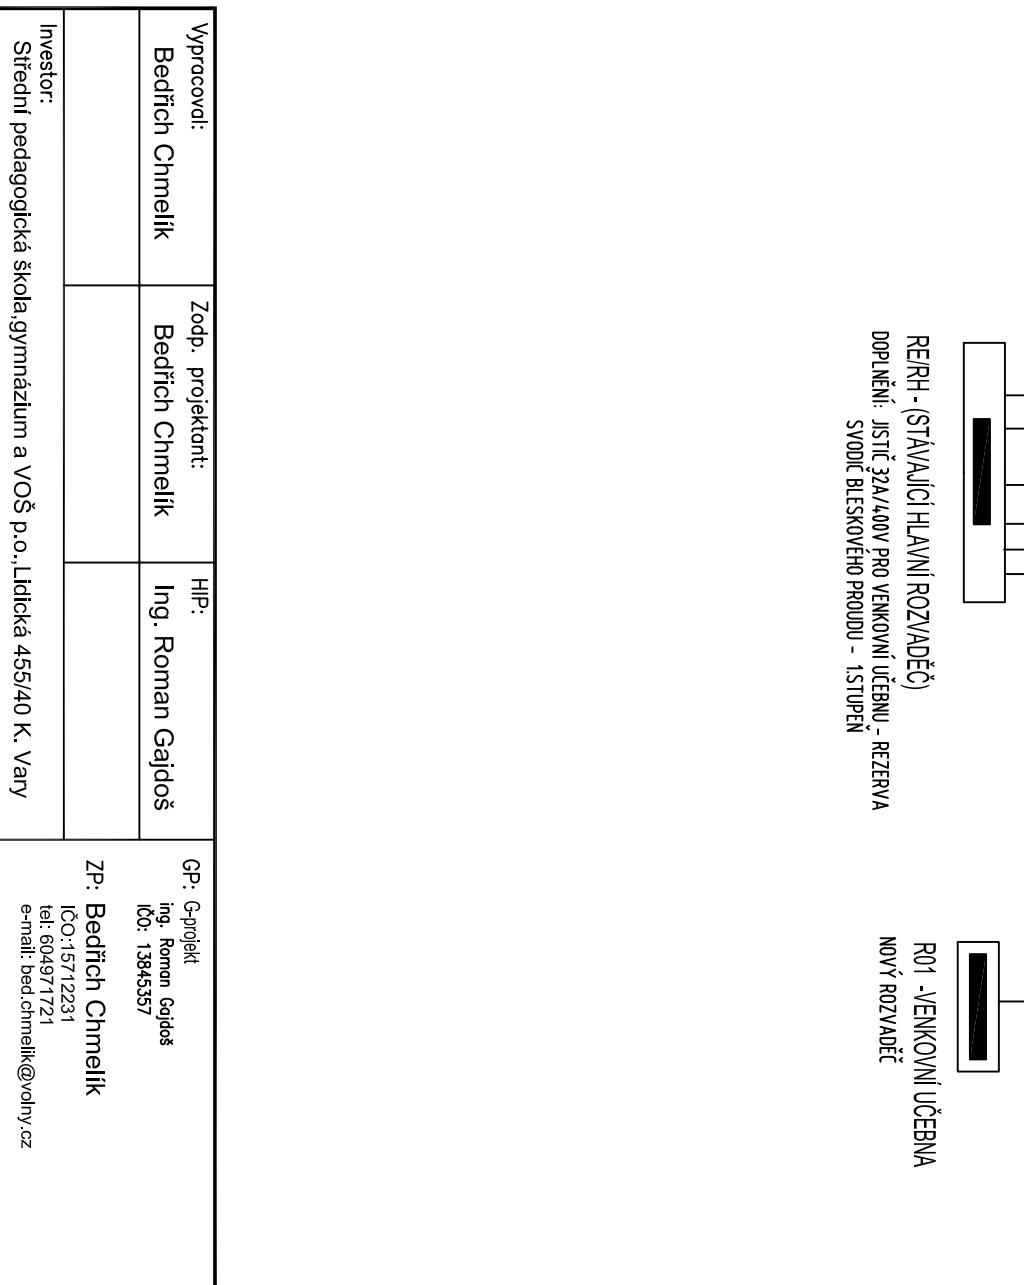 RE/RH - (STÁVAJÍCÍ HLAVNÍ ROZVADĚČ)
DOPLNĚNÍ: JISTIČ 32A/400V PRO VENKOVNÍ UČEBNU - REZERVA
SVODIČ BLESKOVÉHO PROUDU - 1.STUPEŇ
R01 -VENKOVNÍ UČEBNA
NOVÝ ROZVADĚČ
Vypracoval:
Bedřich Chmelík
Zodp. projektant:
Bedřich Chmelík
HIP:
Ing. Roman Gajdoš
GP: G-projekt
ing. Roman Gajdoš
IČO: 13845357
ZP: Bedřich Chmelík
IČO:15712231
tel: 604971721
e-mail: bed.chmelik@volny.cz
Investor:
Střední pedagogická škola,gymnázium a VOŠ p.o.,Lidická 455/40 K. Vary